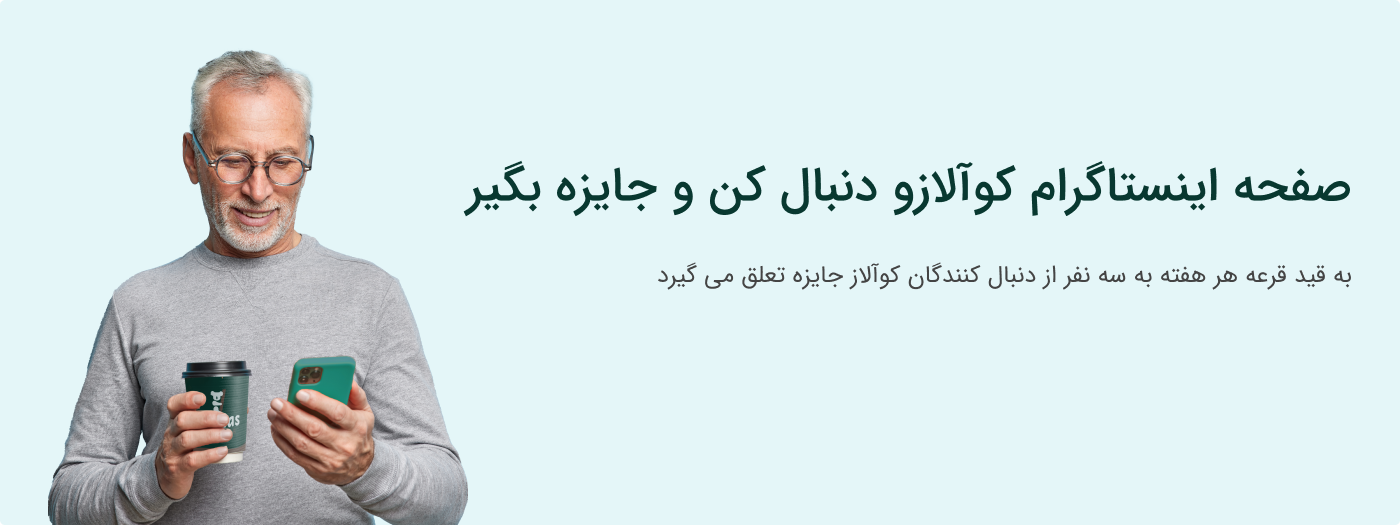 صفحه اینستاگرام کوآلازو دنبال کن و جایزه بگیر
به قید قرعه هر هفته به سه نفر از دنبال کنندگان کوآلاز جایزه تعلق می گیرد